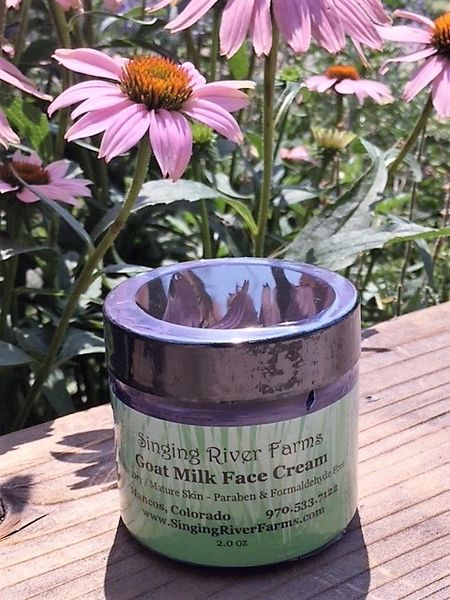 Singing River Farms
Goat Milk Face Cream
Dry / Mature Skin - Paraben & Formaldehyde Free
Mancos, Colorado 970.533-7122
www.SingingRiverFarms.com
2.0 oz